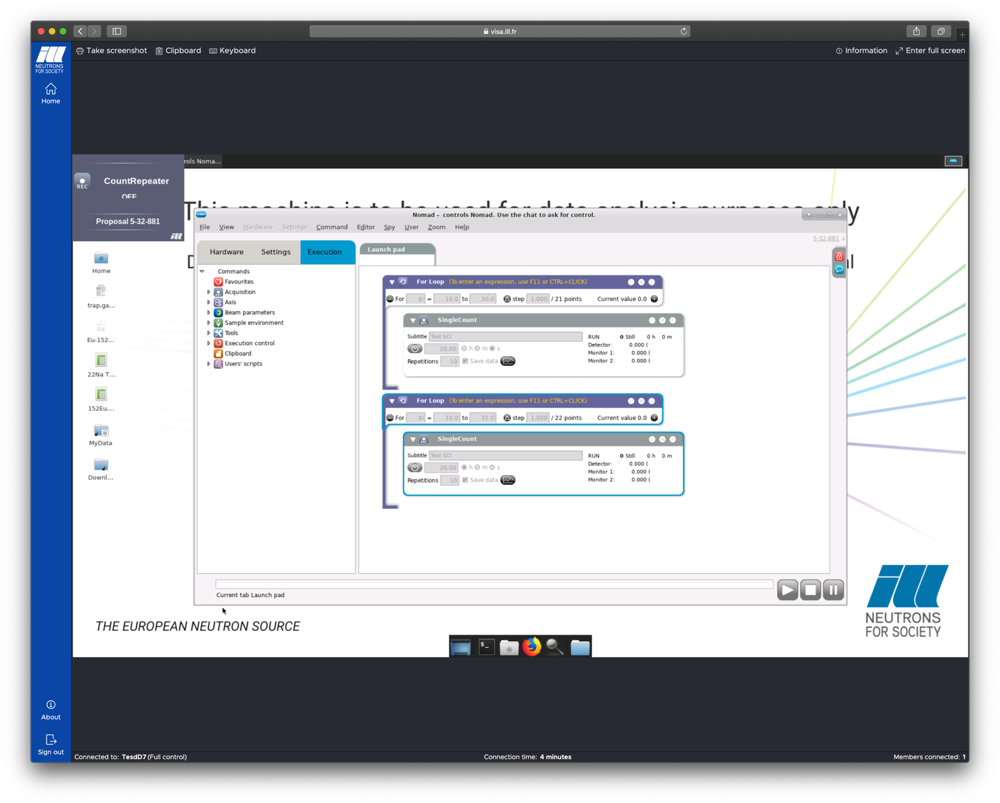 visa.ill.fr
Take screenshot Clipboard Keyboard
Information Enter full screen
NEUTRONS
FOR SOCIETY
Home
rols Noma...
REC
CountRepeater
OFF
Proposal 5-32-881
ill
This machine is to be used for data analysis purposes only
Nomad - controls Nomad. Use the chat to ask for control.
File View Hardware Settings Command Editor Spy User Zoom Help
5-32-881
Hardware Settings Execution
Launch pad
Commands
Favourites
Acquisition
Axis
Beam parameters
Sample environment
Tools
Execution control
Clipboard
Users' scripts
For Loop (To enter an expression, use F11 or CTRL+CLICK)
For $i = 10.0 to 30.0 step 1.000 / 21 points Current value 0.0
SingleCount
Subtitle Test SCI
20.00 h m s
Repetitions 10 Save data
RUN 0 Still 0 h 0 m
Detector: 0.000 (
Monitor 1: 0.000 (
Monitor 2: 0.000 (
For Loop (To enter an expression, use F11 or CTRL+CLICK)
For $i = 10.0 to 31.0 step 1.000 / 22 points Current value 0.0
SingleCount
Subtitle Test SCI
20.00 h m s
Repetitions 10 Save data
RUN 0 Still 0 h 0 m
Detector: 0.000 (
Monitor 1: 0.000 (
Monitor 2: 0.000 (
Current tab Launch pad
Home
trap.ga...
Eu-152...
22Na T...
152Eu....
MyData
Downl...
THE EUROPEAN NEUTRON SOURCE
NEUTRONS
FOR SOCIETY
About
Sign out
Connected to: TesdD7 (Full control)
Connection time: 4 minutes
Members connected: 1